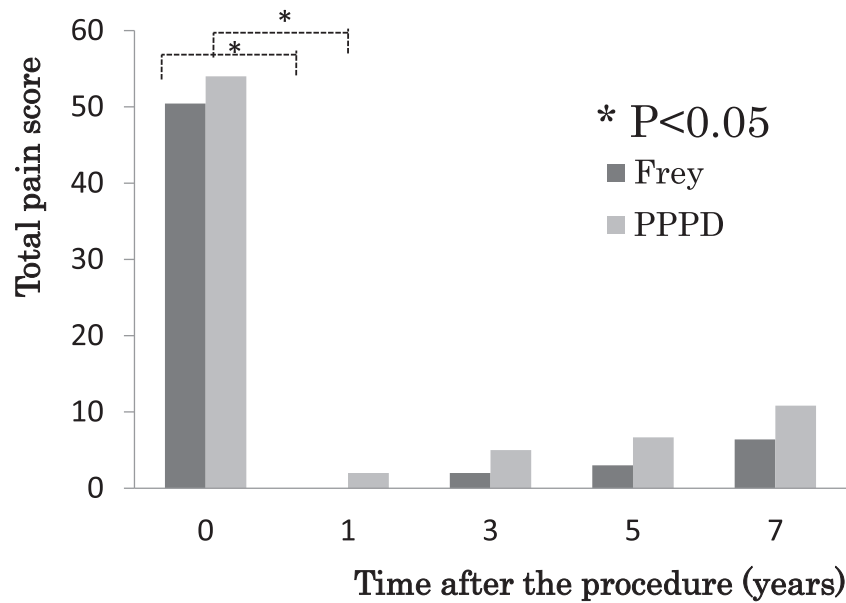 Total pain score
60
50
40
30
20
10
0
*
*
* P<0.05
Frey
PPPD
0 1 3 5 7
Time after the procedure (years)